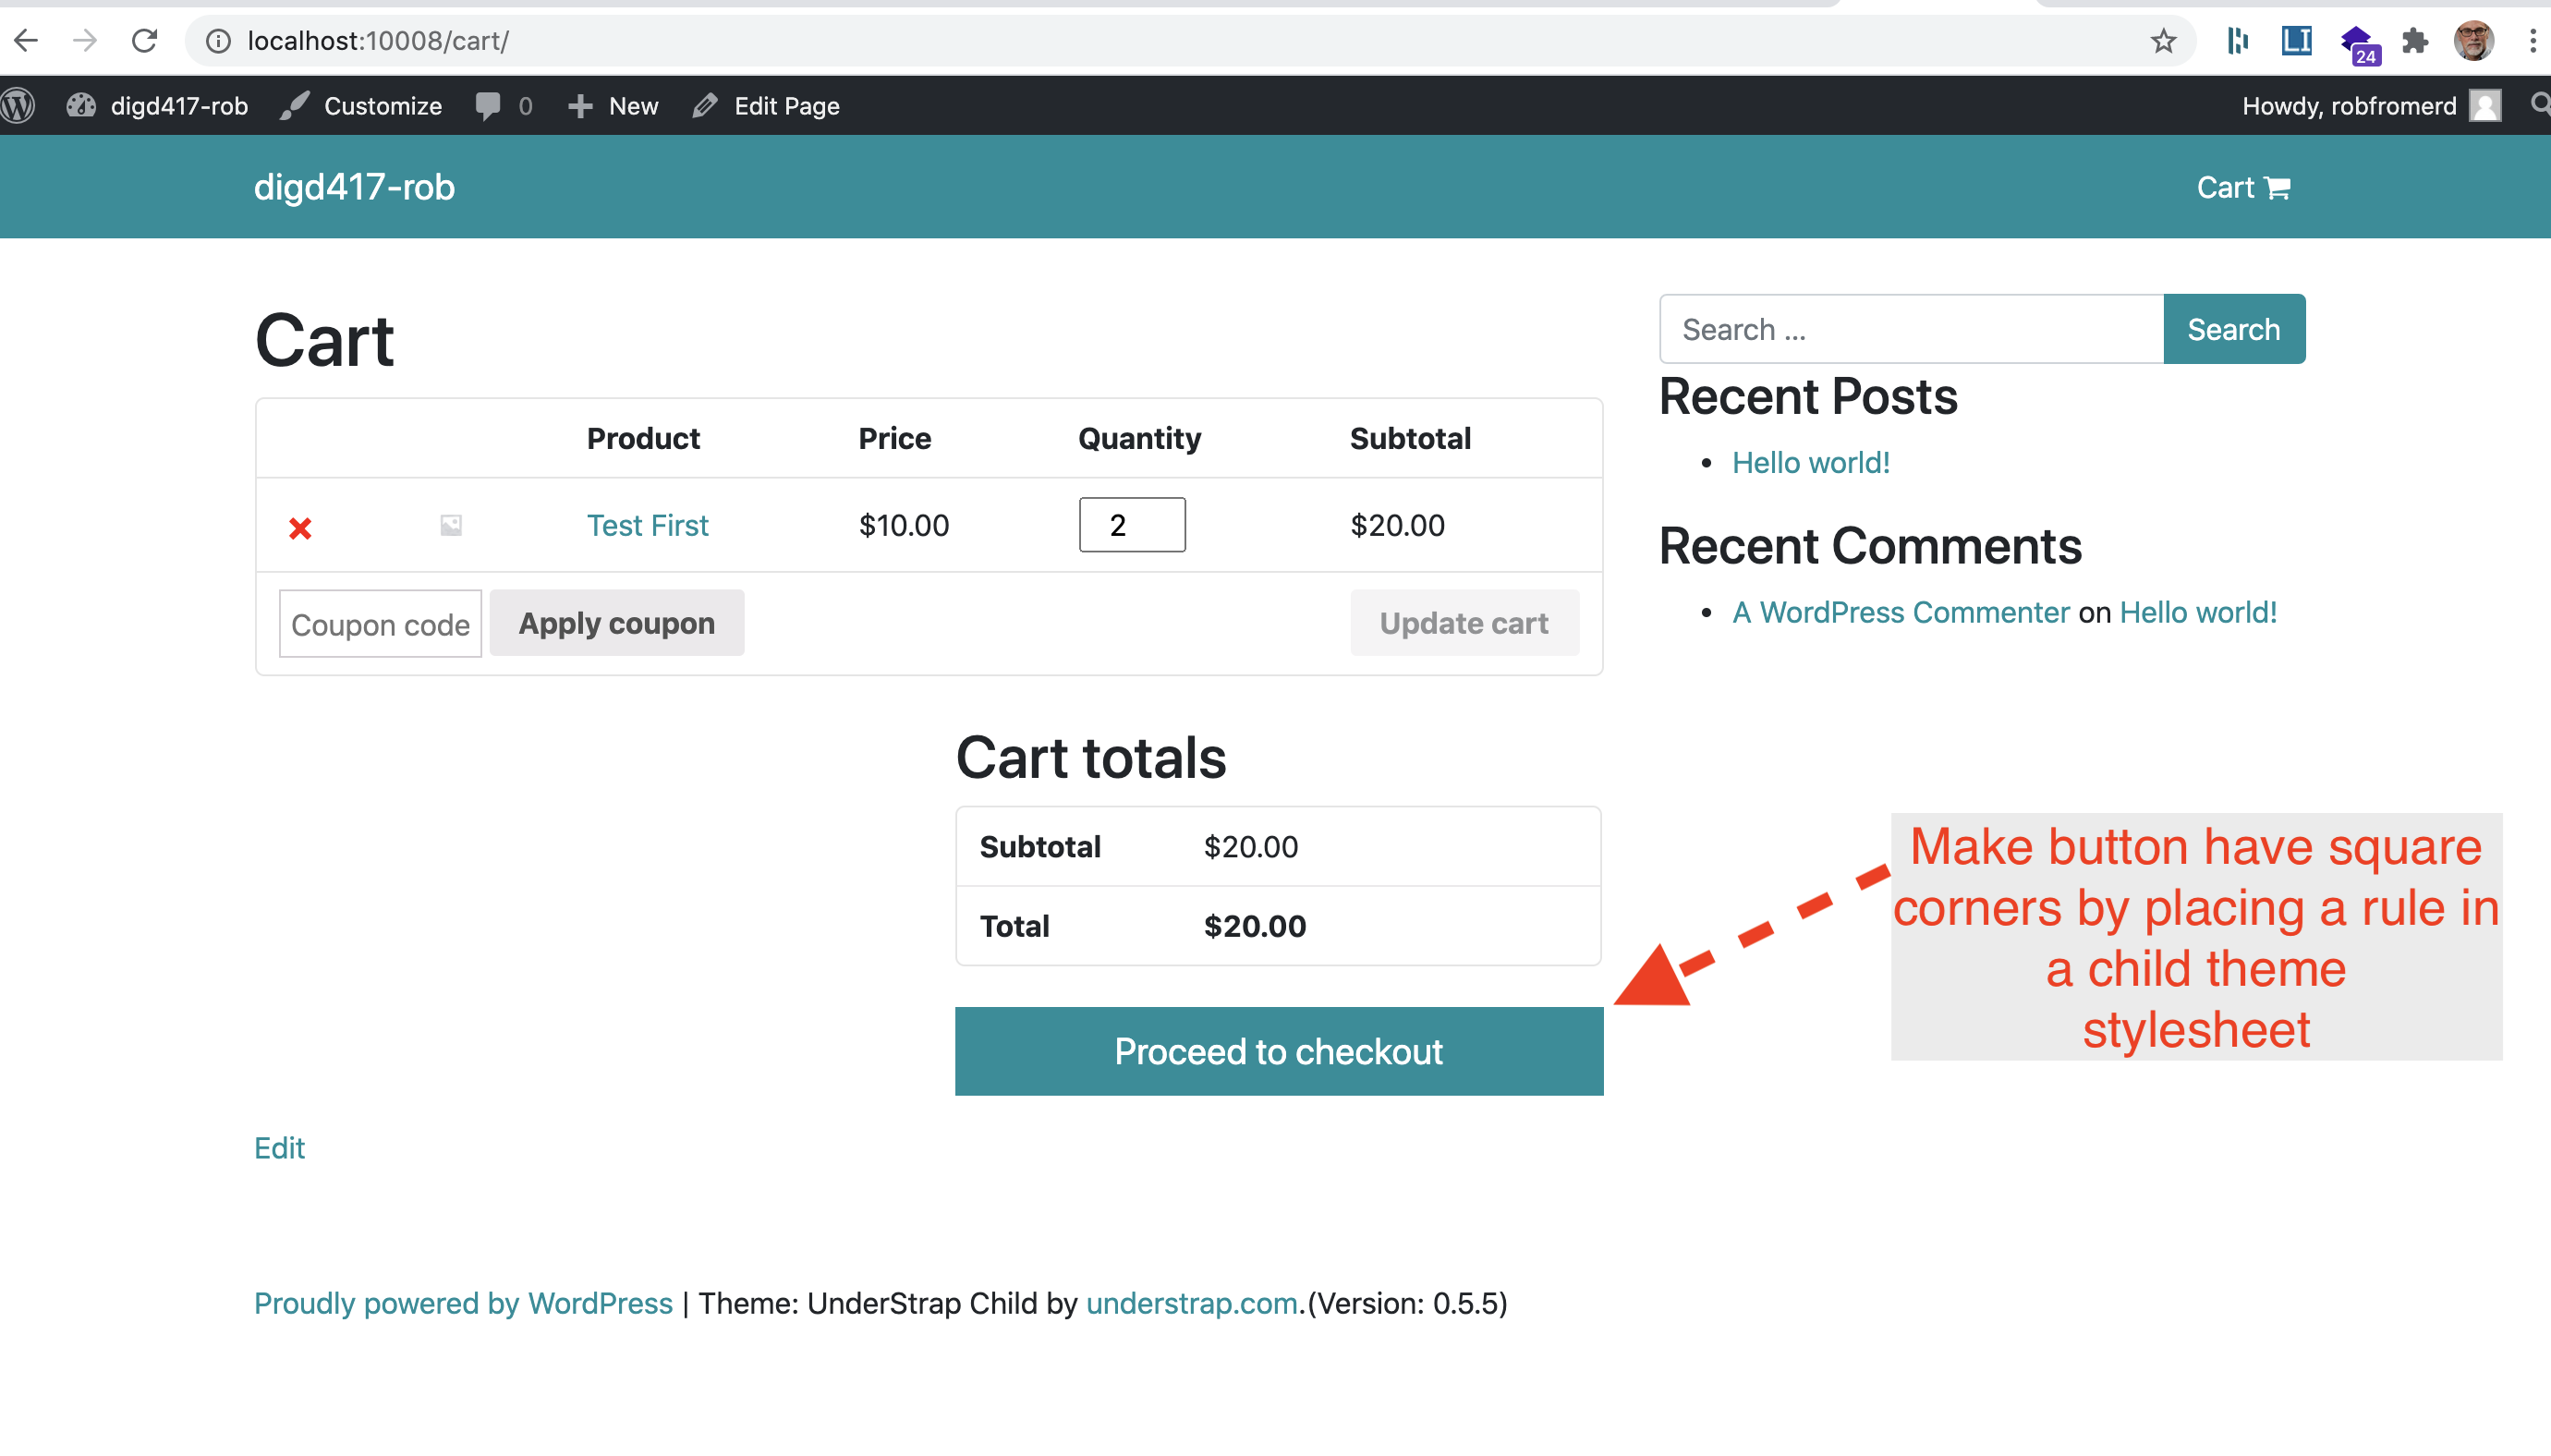 localhost:10008/cart/
LI
24
digd417-rob Customize 0 New Edit Page Howdy, robfromerd
digd417-rob Cart
Cart
Product Price Quantity Subtotal
Test First $10.00 2 $20.00
Coupon code Apply coupon Update cart
Search ... Search
Recent Posts
Hello world!
Recent Comments
A WordPress Commenter on Hello world!
Cart totals
Subtotal $20.00
Total $20.00
Proceed to checkout
Make button have square
corners by placing a rule in
a child theme
stylesheet
Edit
Proudly powered by WordPress | Theme: UnderStrap Child by understrap.com.(Version: 0.5.5)